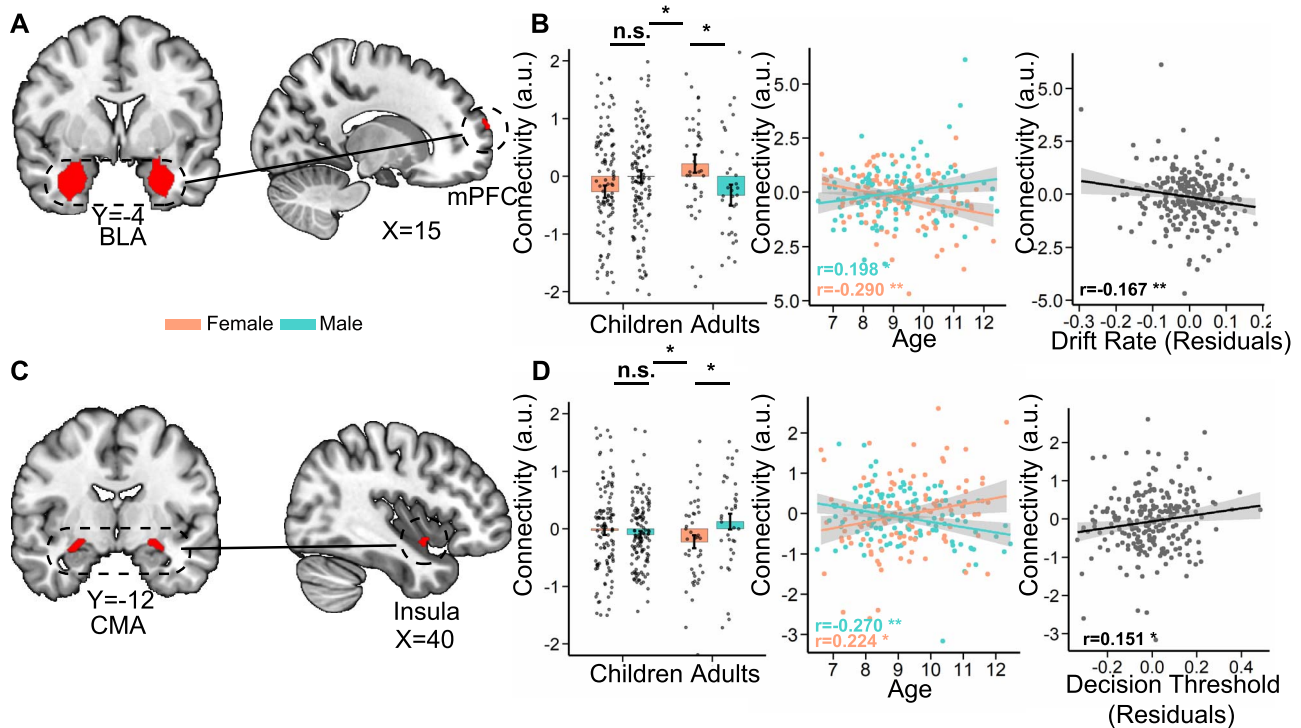 A
Y=-4
BLA
mPFC
X=15
B
n.s.
*
*
Connectivity (a.u.)
2
1
0
-1
-2
Children Adults
Connectivity (a.u.)
5.0
2.5
0.0
-2.5
5.0
r=0.198 *
r=-0.290 **
7 8 9 10 11 12
Age
Connectivity (a.u.)
5.0
2.5
0.0
-2.5
-5.0
r=-0.167 **
-0.3 -0.2 -0.1 0.0 0.1 0.2
Drift Rate (Residuals)
Female Male
C
Y=-12
CMA
Insula
X=40
D
n.s.
*
*
Connectivity (a.u.)
2
1
0
-1
-2
Children Adults
Connectivity (a.u.)
2
1
0
-1
-2
-3
r=-0.270 **
r=0.224 *
7 8 9 10 11 12
Age
Connectivity (a.u.)
2
1
0
-1
-2
-3
r=0.151 *
-0.2 0.0 0.2 0.4
Decision Threshold
(Residuals)